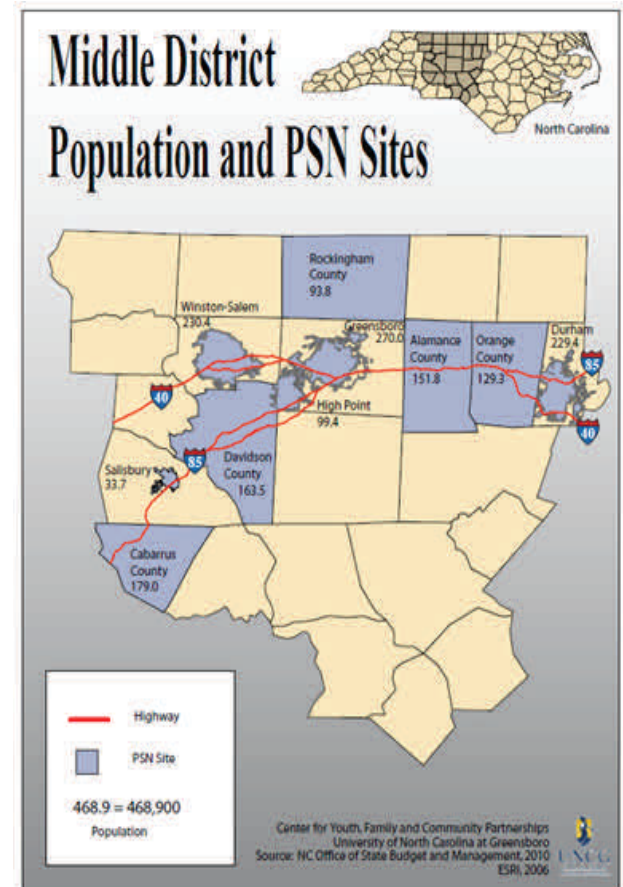 Middle District
Population and PSN Sites
North Carolina
Rockingham
County
93.8
Winston-Salem
230.4
Greensboro
270.0
Alamance
County
151.8
Orange
County
129.3
Durham
229.4
85
40
40
High Point
99.4
85
Davidson
County
163.5
Salisbury
33.7
Cabarrus
County
179.0
Highway
PSN Site
468.9 = 468,900
Population
Center for Youth, Family and Community Partnerships
University of North Carolina at Greensboro
Source: NC Office of State Budget and Management, 2010
ESRI, 2006
UNCG